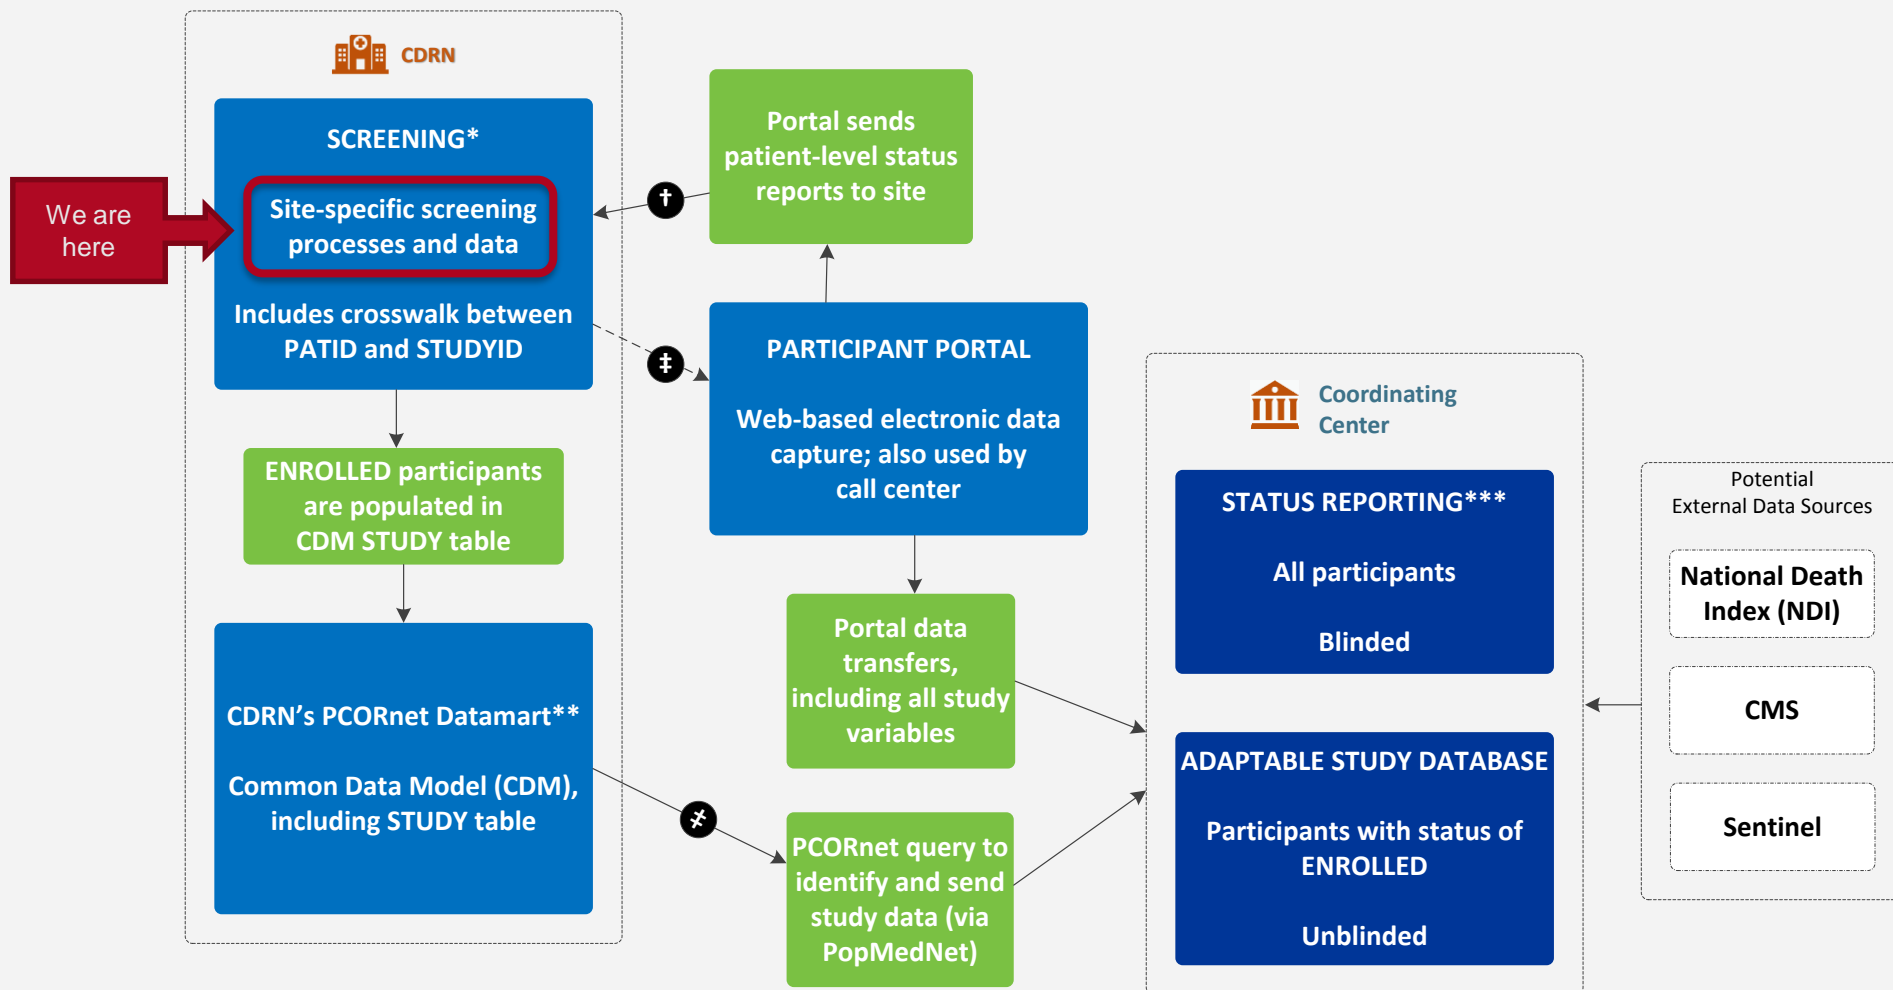 CDRN
SCREENING*
Site-specific screening
processes and data
Includes crosswalk between
PATID and STUDYID
We are
here
ENROLLED participants
are populated in
CDM STUDY table
CDRN’s PCORnet Datamart**
Common Data Model (CDM),
including STUDY table
Portal sends
patient-level status
reports to site
†
‡
PARTICIPANT PORTAL
Web-based electronic data
capture; also used by
call center
Portal data
transfers,
including all study
variables
PCORnet query to
identify and send
study data (via
PopMedNet)
Coordinating
Center
STATUS REPORTING***
All participants
Blinded
ADAPTABLE STUDY DATABASE
Participants with status of
ENROLLED
Unblinded
Potential
External Data Sources
National Death
Index (NDI)
CMS
Sentinel